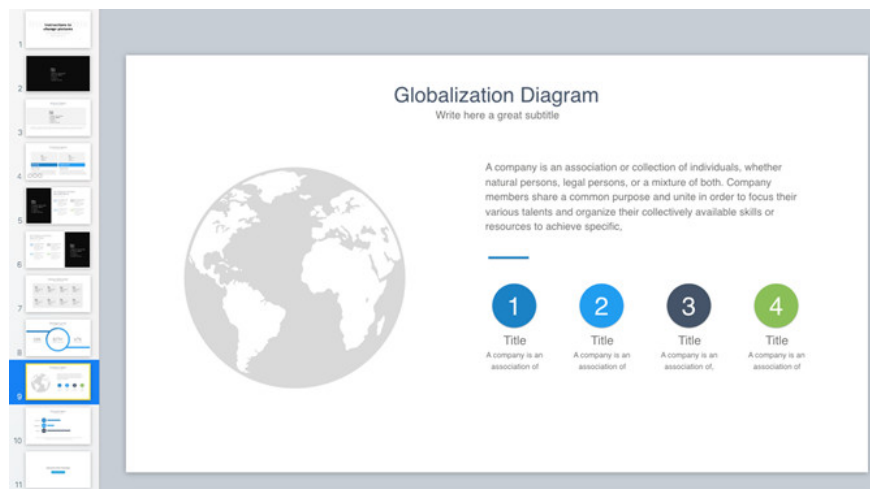 Instructions to
change pictures
1
2
3
4
5
6
7
8
9
10
11
Globalization Diagram
Write here a great subtitle
A company is an association or collection of individuals, whether
natural persons, legal persons, or a mixture of both. Company
members share a common purpose and unite in order to focus their
various talents and organize their collectively available skills or
resources to achieve specific,
1 2 3 4
Title Title Title Title
A company is an A company is an A company is an A company is an
association of association of association of, association of